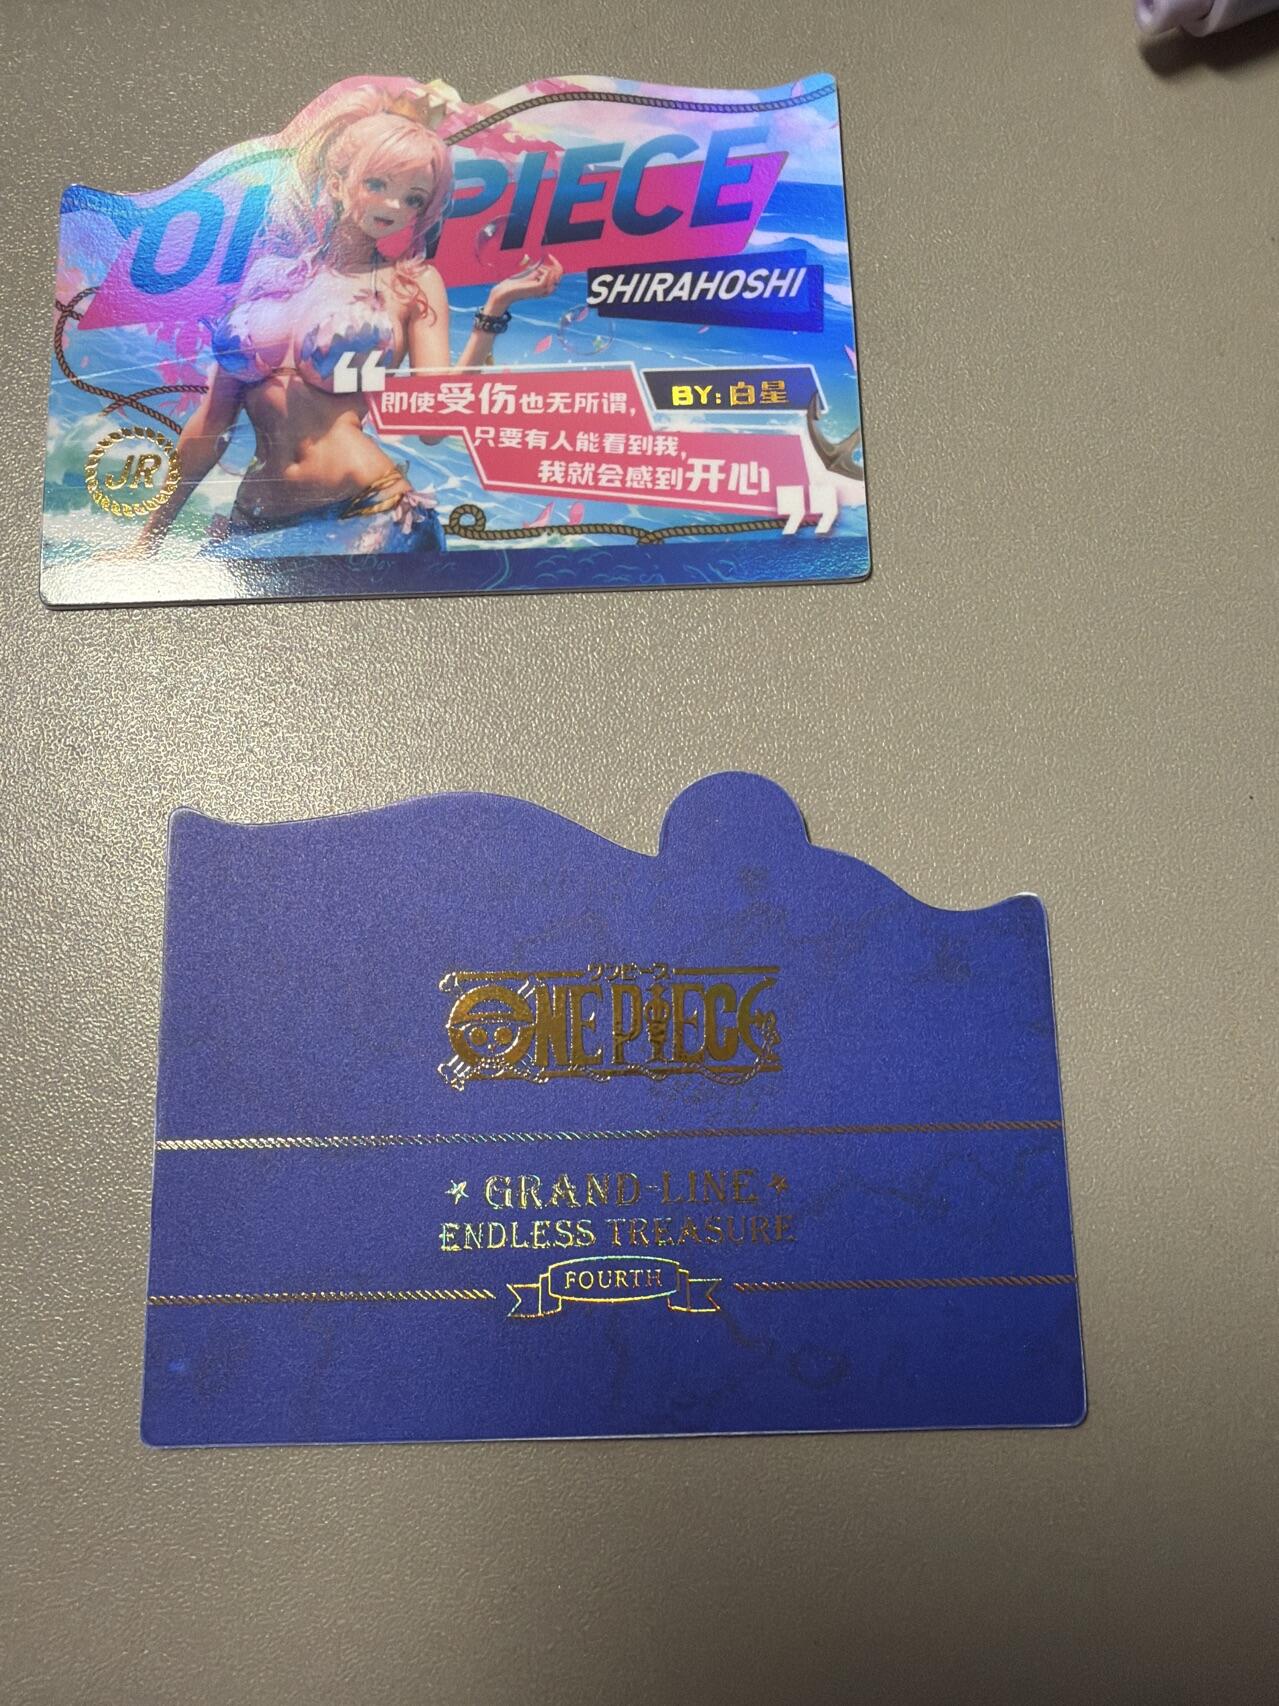 ONE PIECE
SHIRAHOSHI
BY:白星
“即使受伤也无所谓,
只要有人能看到我,
我就会感到开心”
JR
ワンピース
ONE PIECE
GRAND-LINE
ENDLESS TREASURE
FOURTH